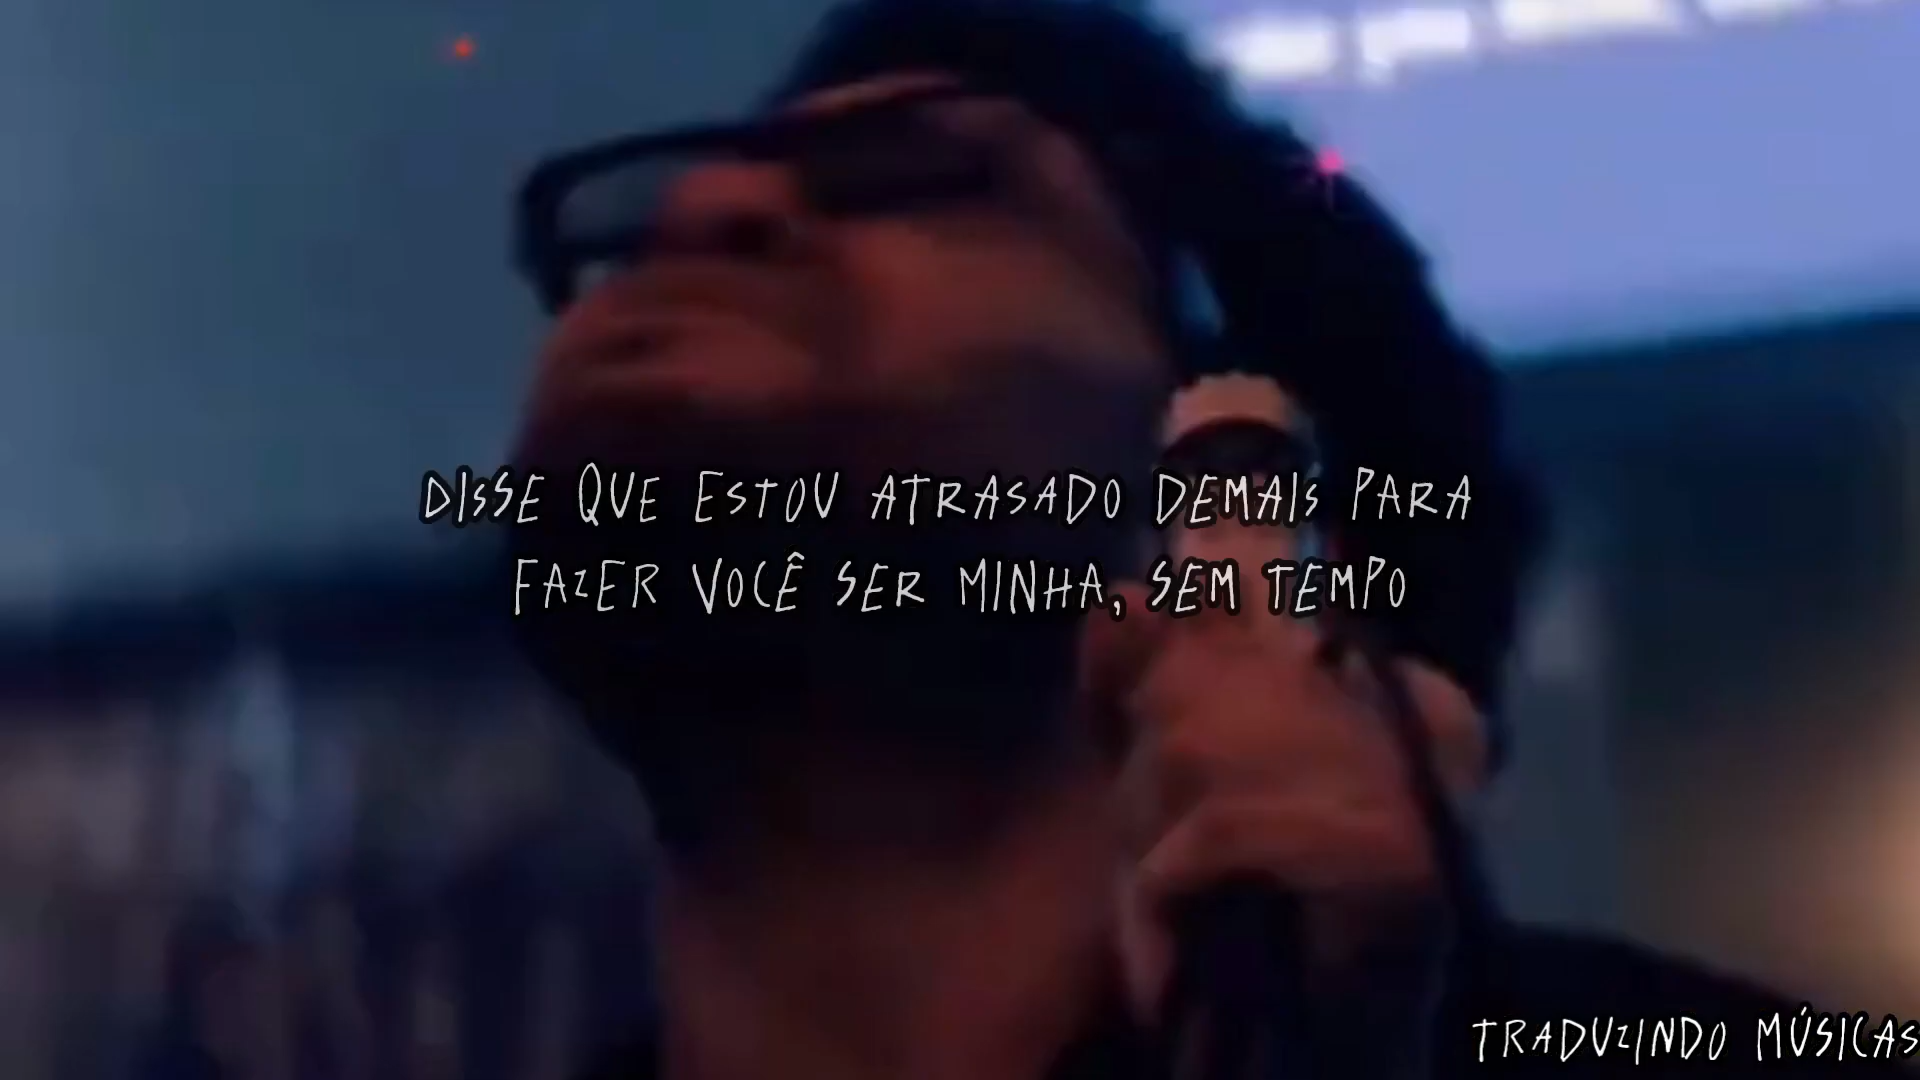 DISSE QUE ESTOU ATRASADO DEMAIS PARA
FAZER VOCÊ SER MINHA, SEM TEMPO
TRADUZINDO MÚSICAS